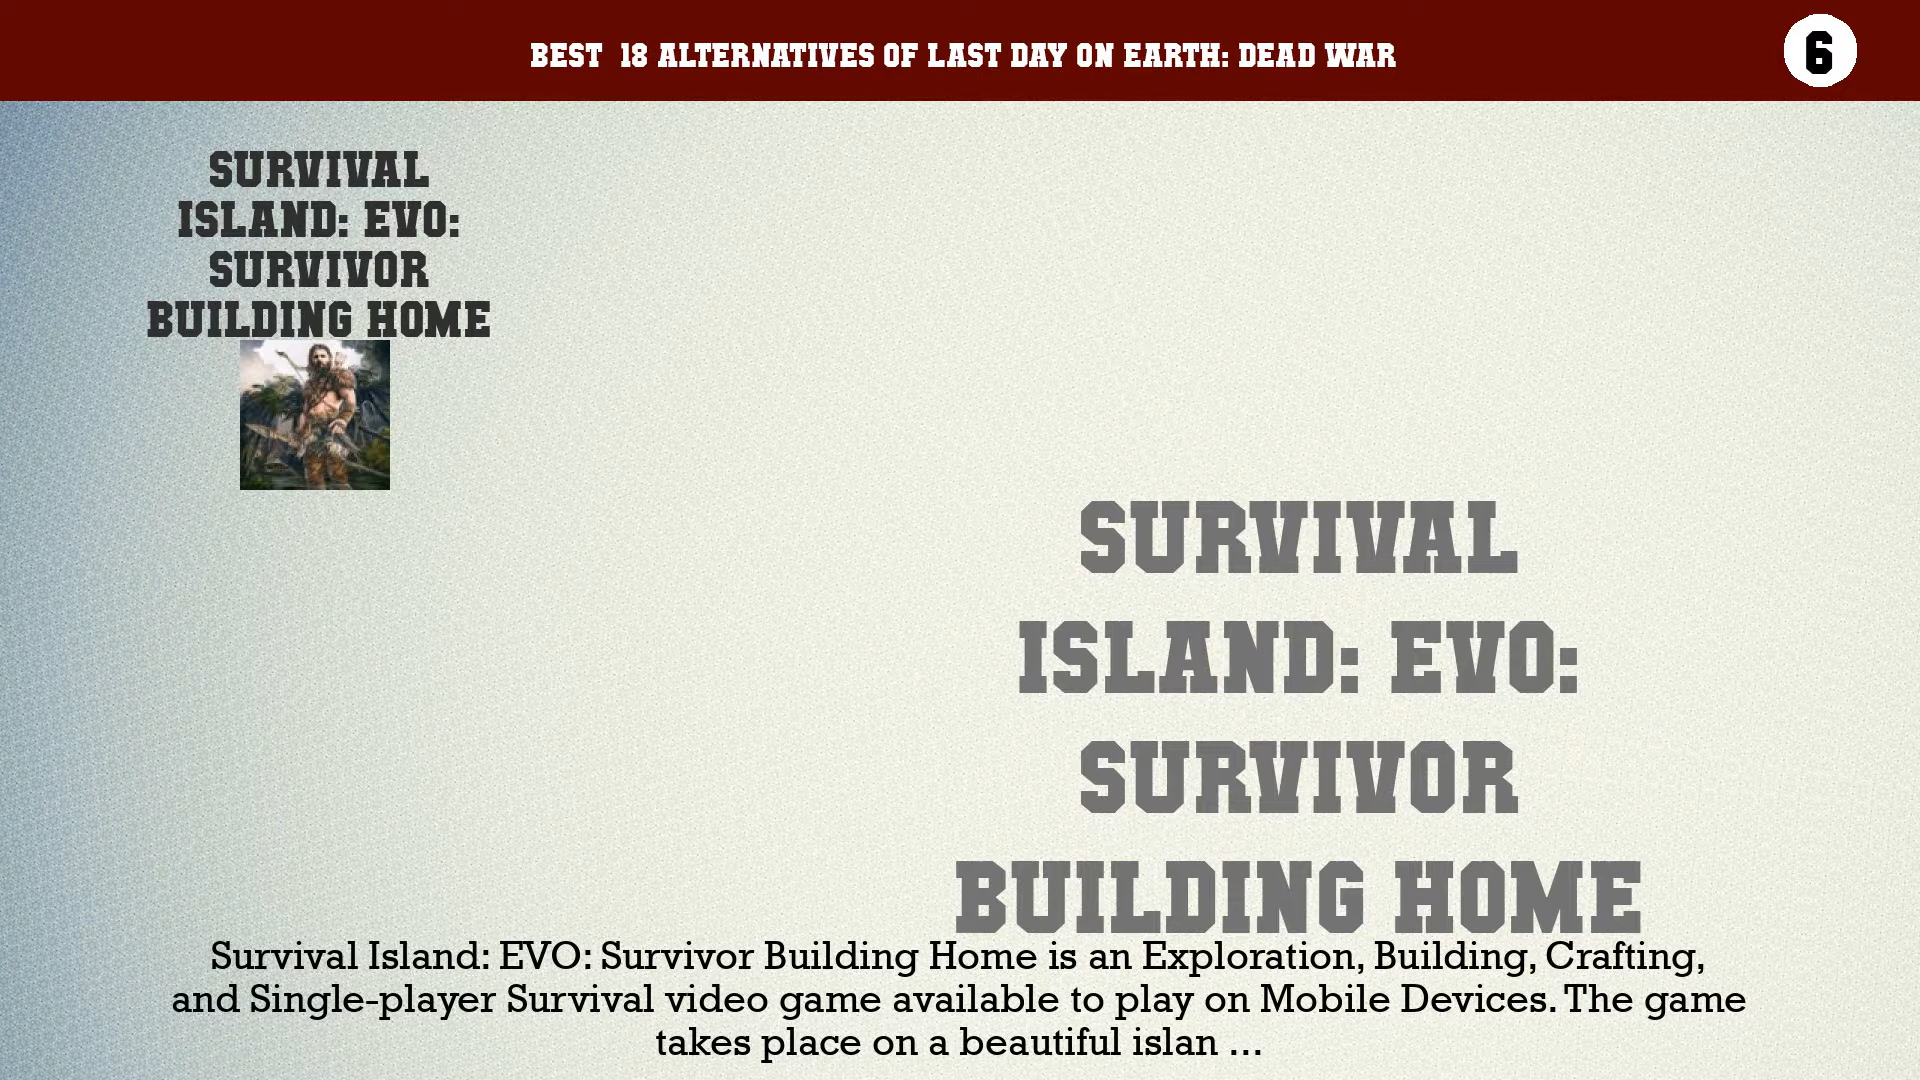 BEST 18 ALTERNATIVES OF LAST DAY ON EARTH: DEAD WAR
6
SURVIVAL
ISLAND: EVO:
SURVIVOR
BUILDING HOME
SURVIVAL
ISLAND: EVO:
SURVIVOR
BUILDING HOME
Survival Island: EVO: Survivor Building Home is an Exploration, Building, Crafting,
and Single-player Survival video game available to play on Mobile Devices. The game
takes place on a beautiful islan ...